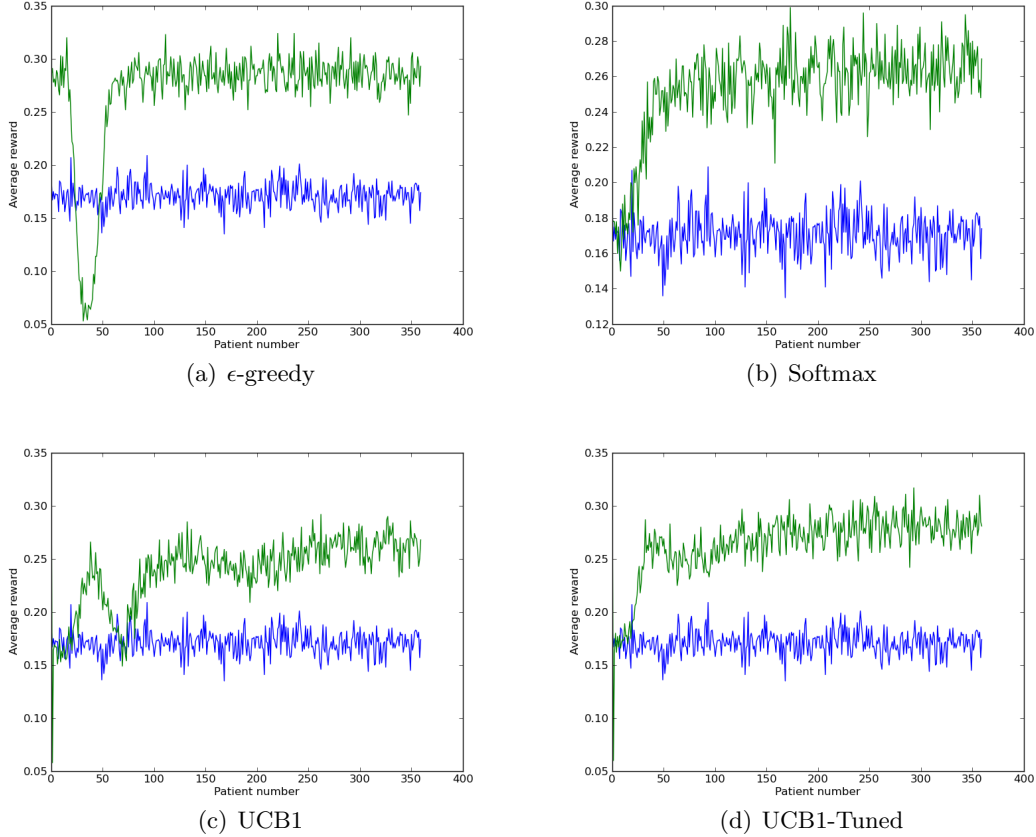 0.35
0.30
0.25
0.20
0.15
0.10
0.05
Average reward
0 50 100 150 200 250 300 350 400
Patient number
(a) ϵ-greedy
0.30
0.28
0.26
0.24
0.22
0.20
0.18
0.16
0.14
0.12
Average reward
0 50 100 150 200 250 300 350 400
Patient number
(b) Softmax
0.35
0.30
0.25
0.20
0.15
0.10
0.05
Average reward
0 50 100 150 200 250 300 350 400
Patient number
(c) UCB1
0.35
0.30
0.25
0.20
0.15
0.10
0.05
Average reward
0 50 100 150 200 250 300 350 400
Patient number
(d) UCB1-Tuned